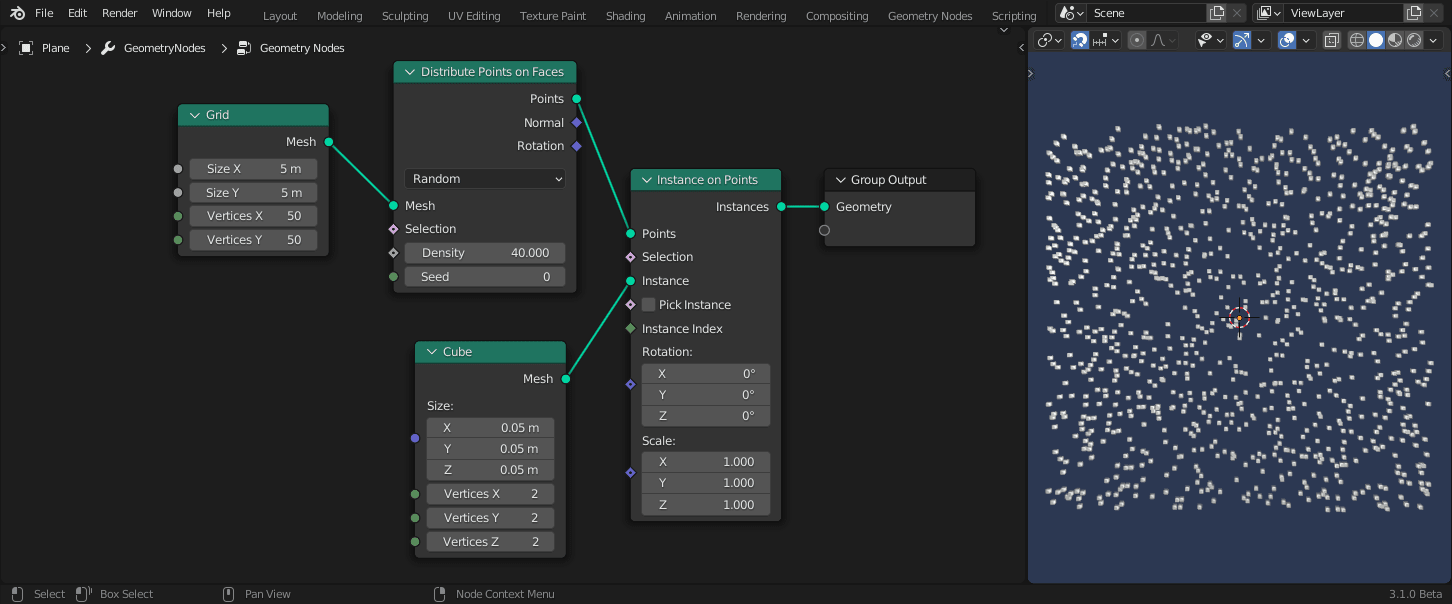 File Edit Render Window Help Layout Modeling Sculpting UV Editing Texture Paint Shading Animation Rendering Compositing Geometry Nodes Scripting Scene ViewLayer
Plane GeometryNodes Geometry Nodes
Grid
Mesh
Size X 5 m
Size Y 5 m
Vertices X 50
Vertices Y 50
Distribute Points on Faces
Points
Normal
Rotation
Random
Mesh
Selection
Density 40.000
Seed 0
Cube
Mesh
Size:
X 0.05 m
Y 0.05 m
Z 0.05 m
Vertices X 2
Vertices Y 2
Vertices Z 2
Instance on Points
Instances
Points
Selection
Instance
Pick Instance
Instance Index
Rotation:
X 0°
Y 0°
Z 0°
Scale:
X 1.000
Y 1.000
Z 1.000
Group Output
Geometry
Select Box Select Pan View Node Context Menu 3.1.0 Beta